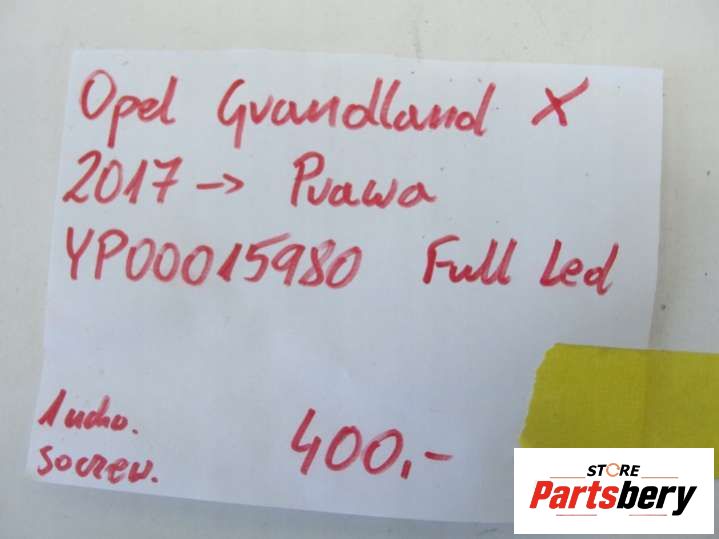 Opel Grandland X
2017 → Prawa
YP00015980 Full Led
1 ucho.
400,-
STORE
Partsbery